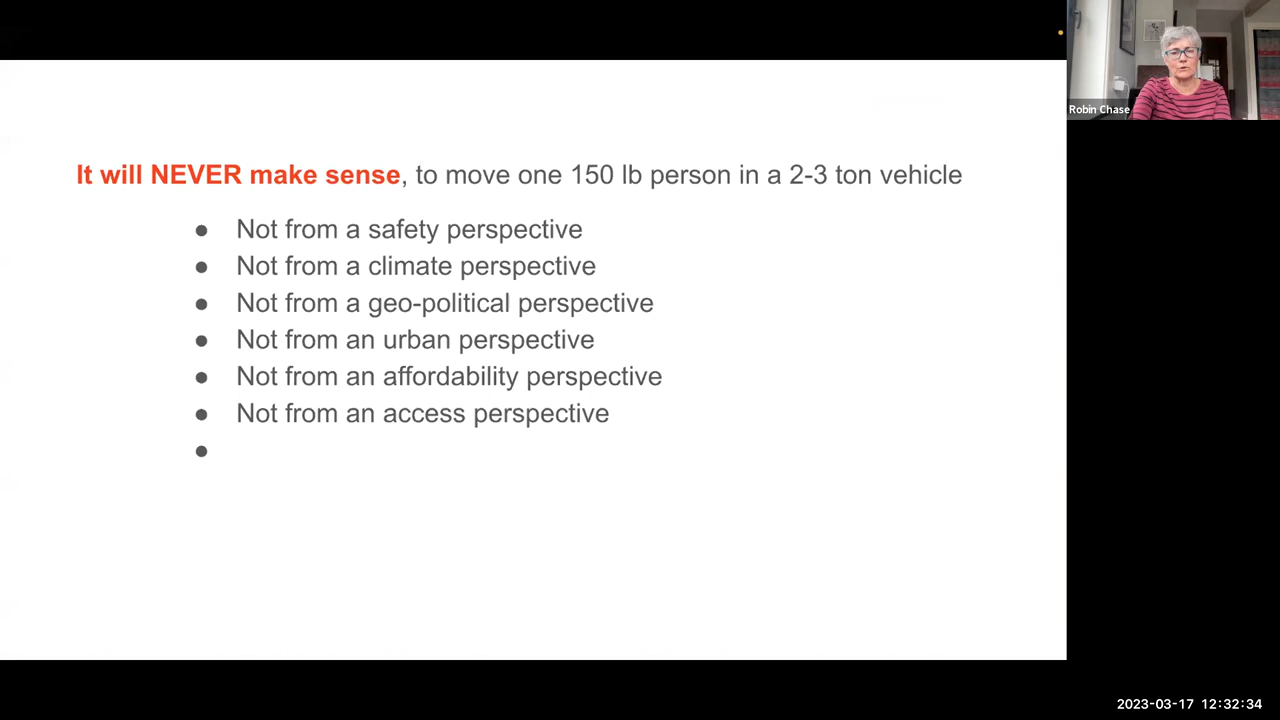 It will NEVER make sense, to move one 150 lb person in a 2-3 ton vehicle
● Not from a safety perspective
● Not from a climate perspective
● Not from a geo-political perspective
● Not from an urban perspective
● Not from an affordability perspective
● Not from an access perspective
●
Robin Chase
2023-03-17 12:32:34